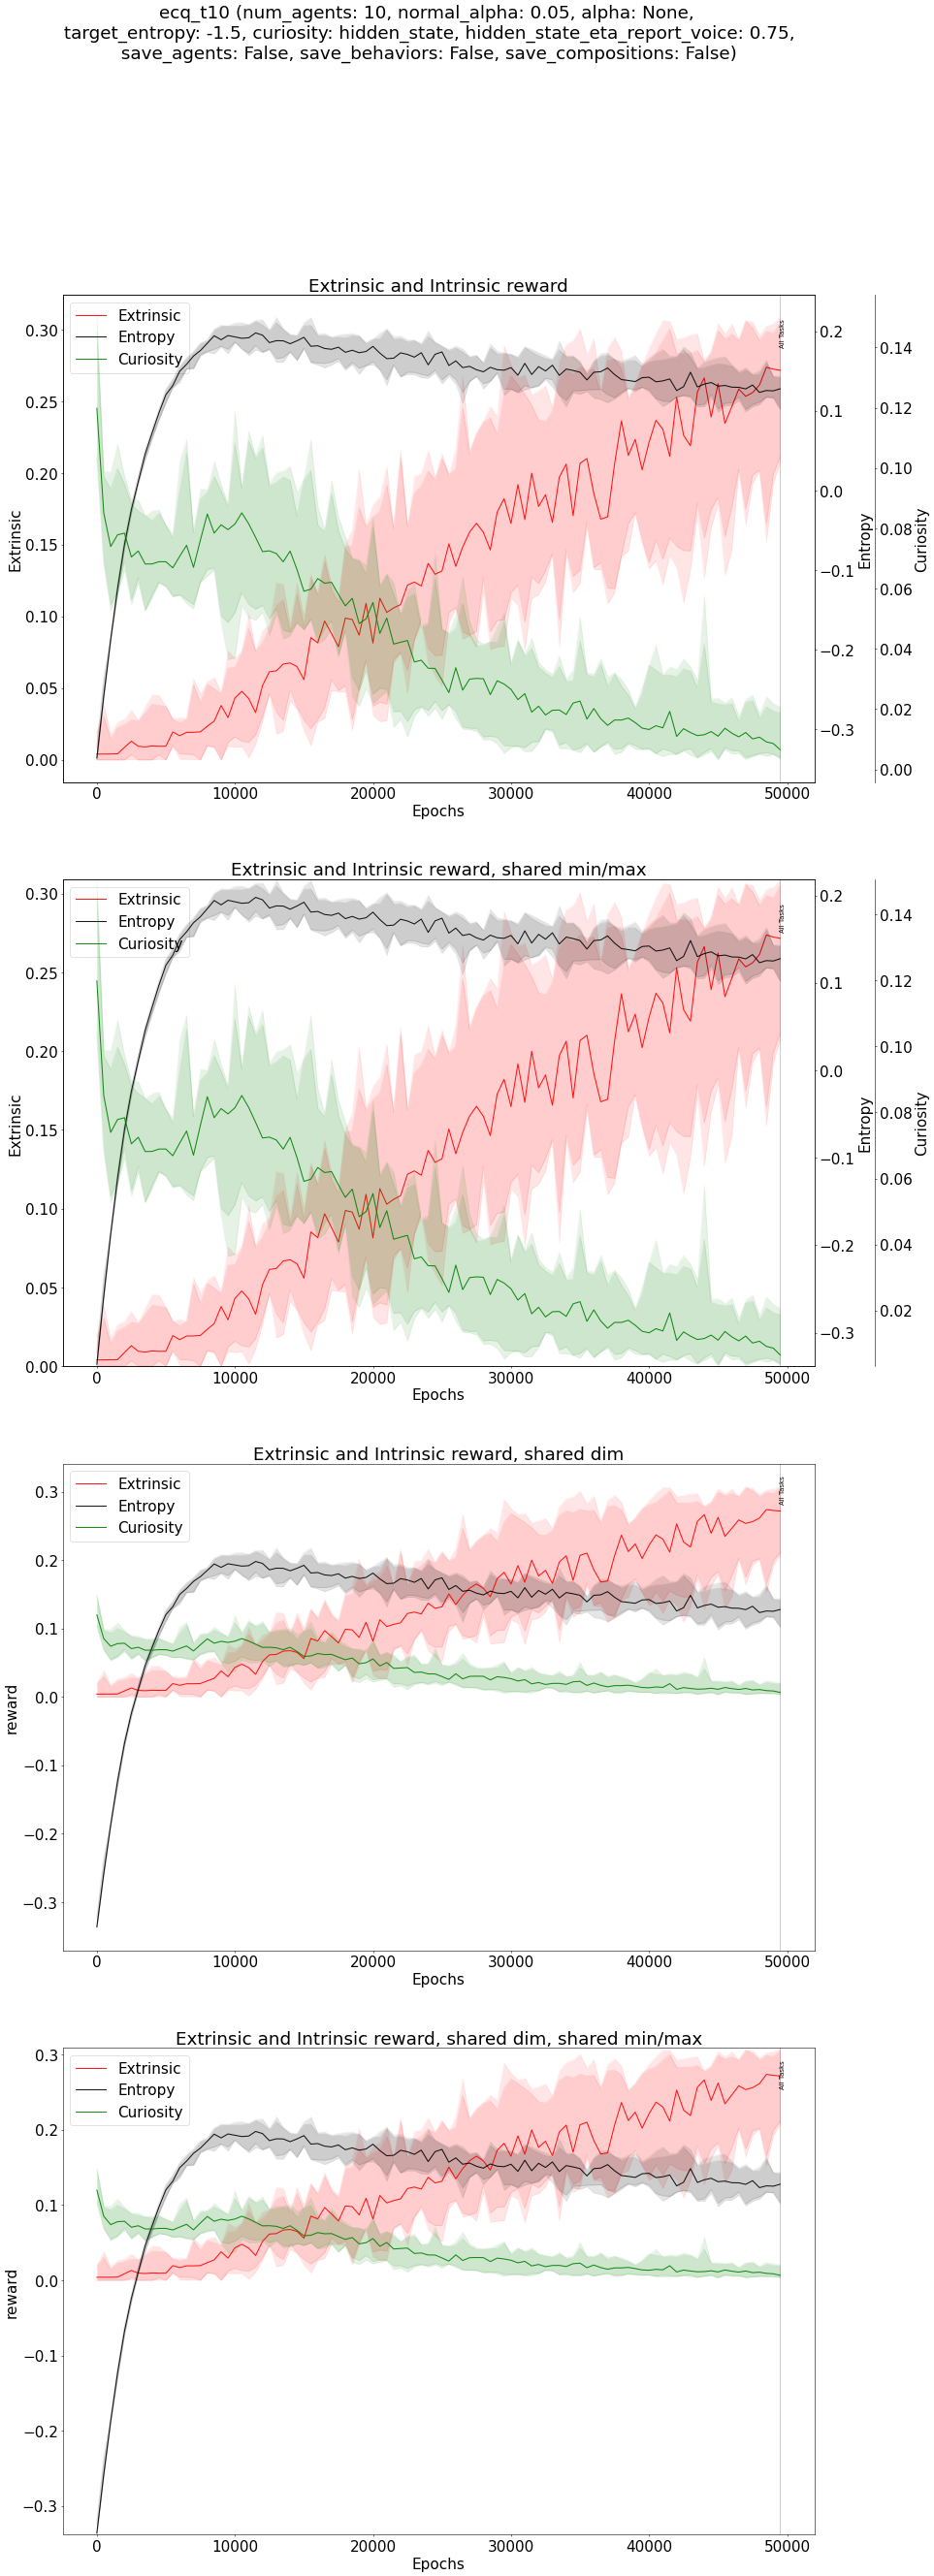 ecq_t10 (num_agents: 10, normal_alpha: 0.05, alpha: None,
target_entropy: -1.5, curiosity: hidden_state, hidden_state_eta_report_voice: 0.75,
save_agents: False, save_behaviors: False, save_compositions: False)
Extrinsic and Intrinsic reward
Extrinsic
Entropy
Curiosity
All Tasks
0.30
0.25
0.20
0.15
0.10
0.05
0.00
Extrinsic
0.2
0.1
0.0
−0.1
−0.2
−0.3
Entropy
0.14
0.12
0.10
0.08
0.06
0.04
0.02
0.00
Curiosity
0 10000 20000 30000 40000 50000
Epochs
Extrinsic and Intrinsic reward, shared min/max
Extrinsic
Entropy
Curiosity
All Tasks
0.30
0.25
0.20
0.15
0.10
0.05
0.00
Extrinsic
0.2
0.1
0.0
−0.1
−0.2
−0.3
Entropy
0.14
0.12
0.10
0.08
0.06
0.04
0.02
Curiosity
0 10000 20000 30000 40000 50000
Epochs
Extrinsic and Intrinsic reward, shared dim
Extrinsic
Entropy
Curiosity
All Tasks
0.3
0.2
0.1
0.0
−0.1
−0.2
−0.3
reward
0 10000 20000 30000 40000 50000
Epochs
Extrinsic and Intrinsic reward, shared dim, shared min/max
Extrinsic
Entropy
Curiosity
All Tasks
0.3
0.2
0.1
0.0
−0.1
−0.2
−0.3
reward
0 10000 20000 30000 40000 50000
Epochs